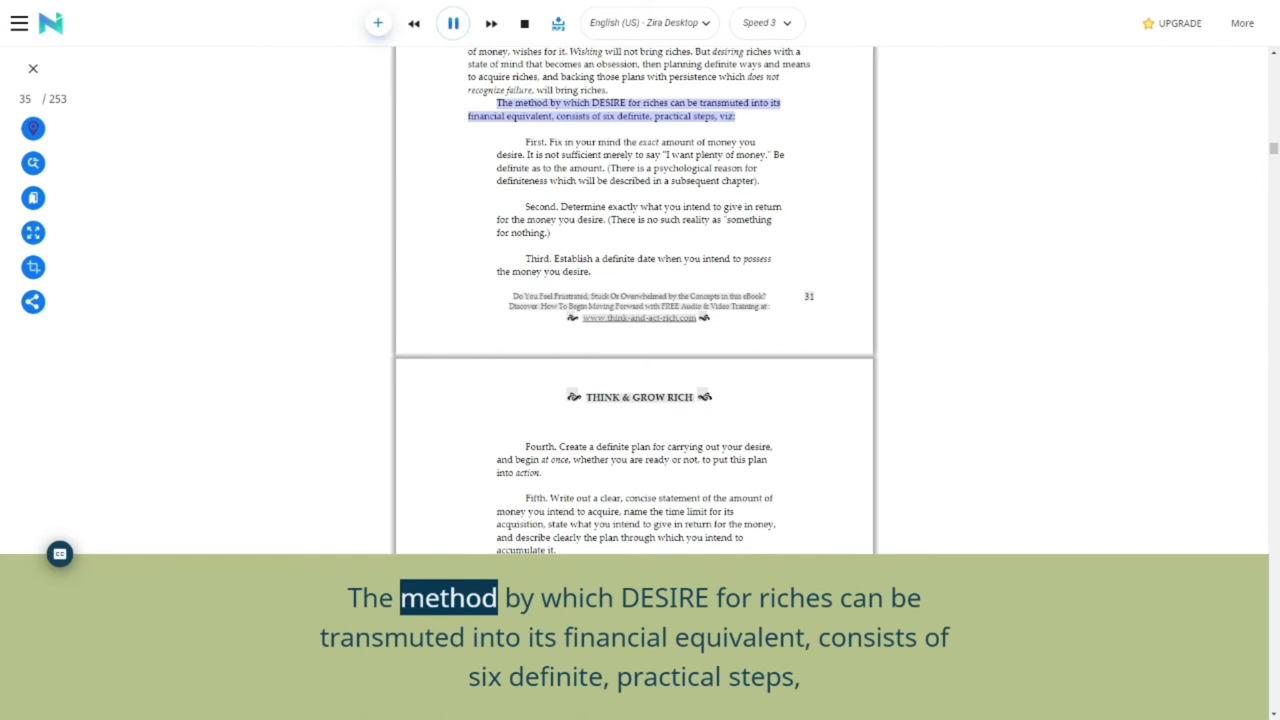 +
English (US) - Zira Desktop
Speed 3
UPGRADE
More
35 / 253
of money, wishes for it. Wishing will not bring riches. But desiring riches with a
state of mind that becomes an obsession, then planning definite ways and means
to acquire riches, and backing those plans with persistence which does not
recognize failure, will bring riches.
The method by which DESIRE for riches can be transmuted into its
financial equivalent, consists of six definite, practical steps, viz:
First. Fix in your mind the exact amount of money you
desire. It is not sufficient merely to say "I want plenty of money." Be
definite as to the amount. (There is a psychological reason for
definiteness which will be described in a subsequent chapter).
Second. Determine exactly what you intend to give in return
for the money you desire. (There is no such reality as "something
for nothing.)
Third. Establish a definite date when you intend to possess
the money you desire.
Do You Feel Frustrated, Stuck Or Overwhelmed by the Concepts in this eBook?
31
Discover How To Begin Moving Forward with FREE Audio & Video Training at :
www.think-and-act-rich.com
THINK & GROW RICH
Fourth. Create a definite plan for carrying out your desire,
and begin at once, whether you are ready or not, to put this plan
into action.
Fifth. Write out a clear, concise statement of the amount of
money you intend to acquire, name the time limit for its
acquisition, state what you intend to give in return for the money,
and describe clearly the plan through which you intend to
accumulate it.
CC
The method by which DESIRE for riches can be
transmuted into its financial equivalent, consists of
six definite, practical steps,